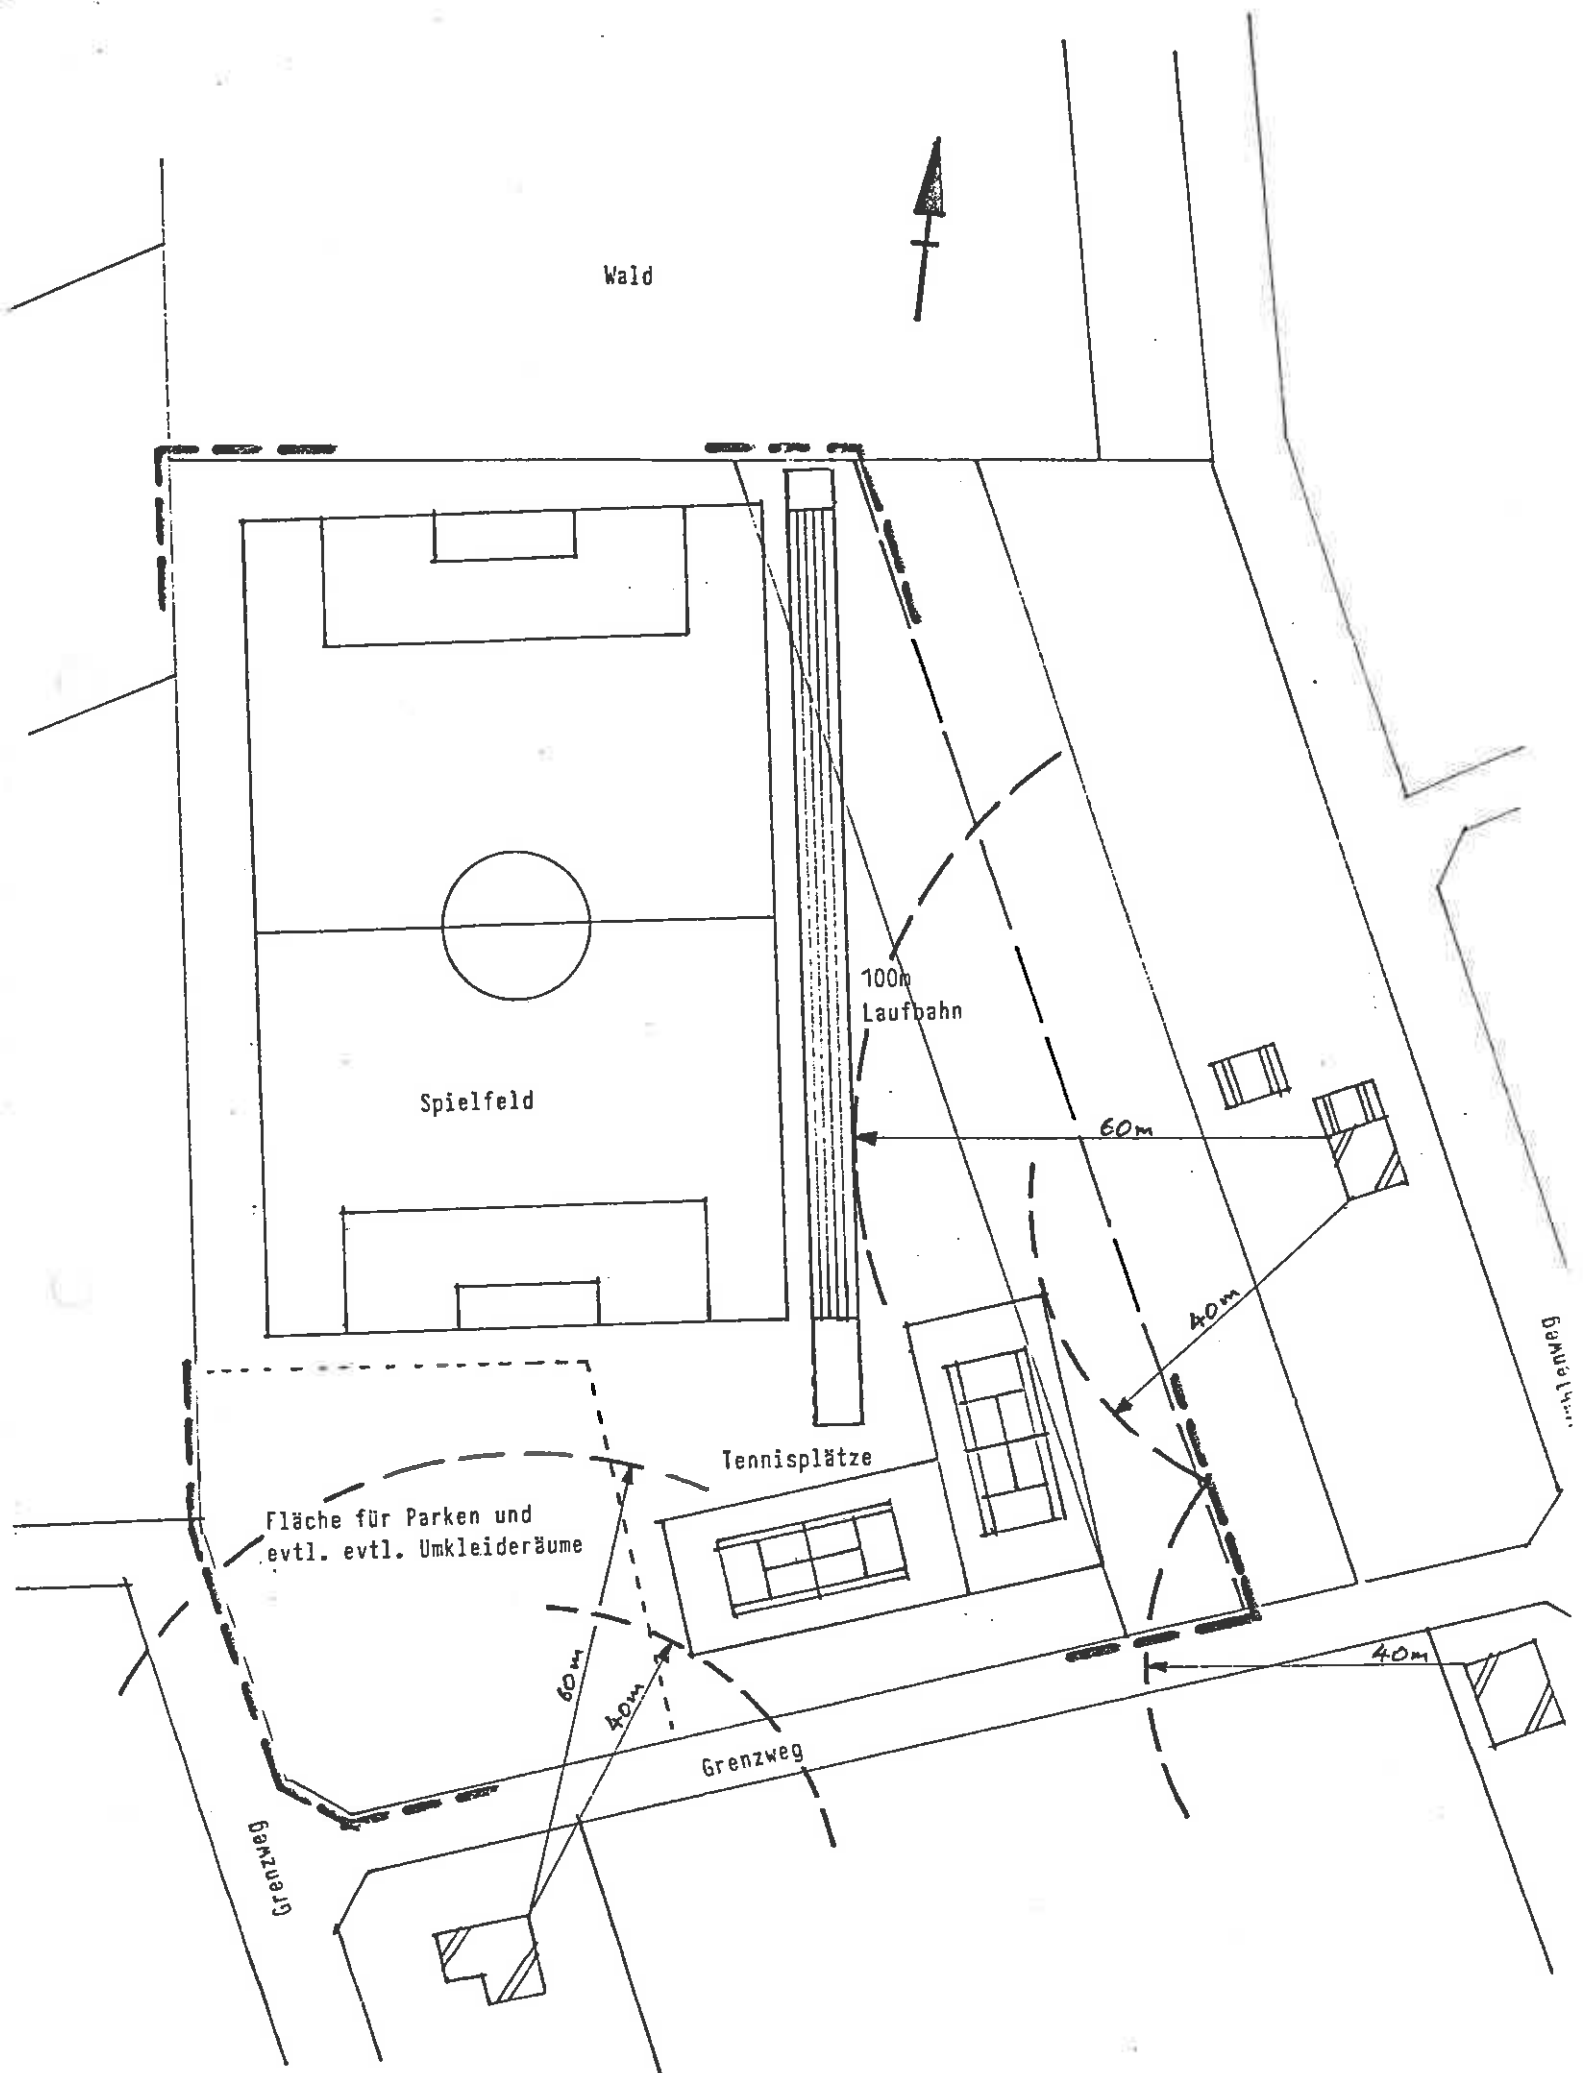 Wald
100m
Laufbahn
Spielfeld
60m
40m
Tennisplätze
Fläche für Parken und
evtl. evtl. Umkleideräume
60m
40m
40m
Grenzweg
Grenzweg